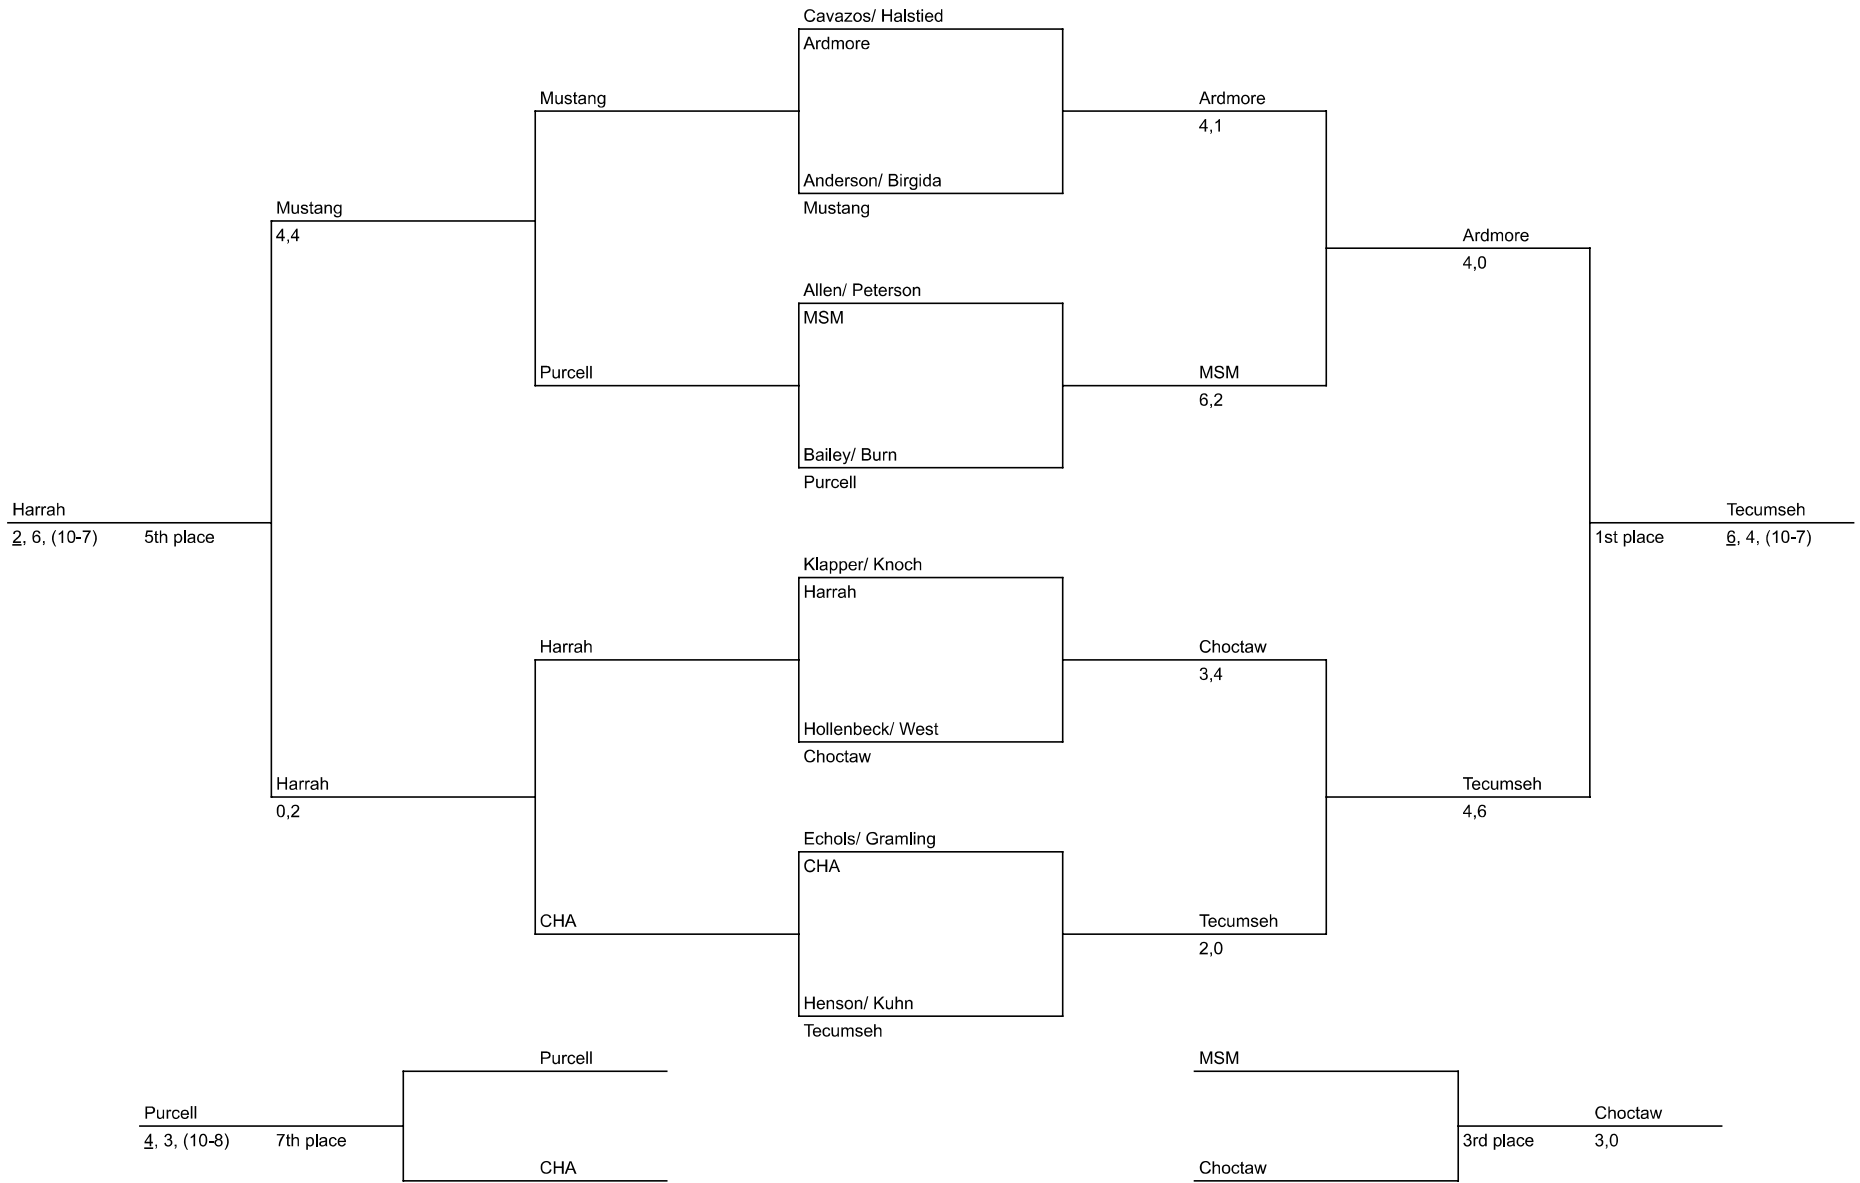 Cavazos/ Halstied
Ardmore
Mustang
Ardmore
4,1
Anderson/ Birgida
Mustang
Mustang
4,4
Ardmore
4,0
Allen/ Peterson
MSM
Purcell
MSM
6,2
Bailey/ Burn
Purcell
Harrah
2, 6, (10-7) 5th place
Tecumseh
1st place 6, 4, (10-7)
Klapper/ Knoch
Harrah
Harrah
Choctaw
3,4
Hollenbeck/ West
Choctaw
Harrah
0,2
Tecumseh
4,6
Echols/ Gramling
CHA
CHA
Tecumseh
2,0
Henson/ Kuhn
Tecumseh
Purcell
MSM
Purcell
4, 3, (10-8) 7th place
Choctaw
3rd place 3,0
CHA
Choctaw